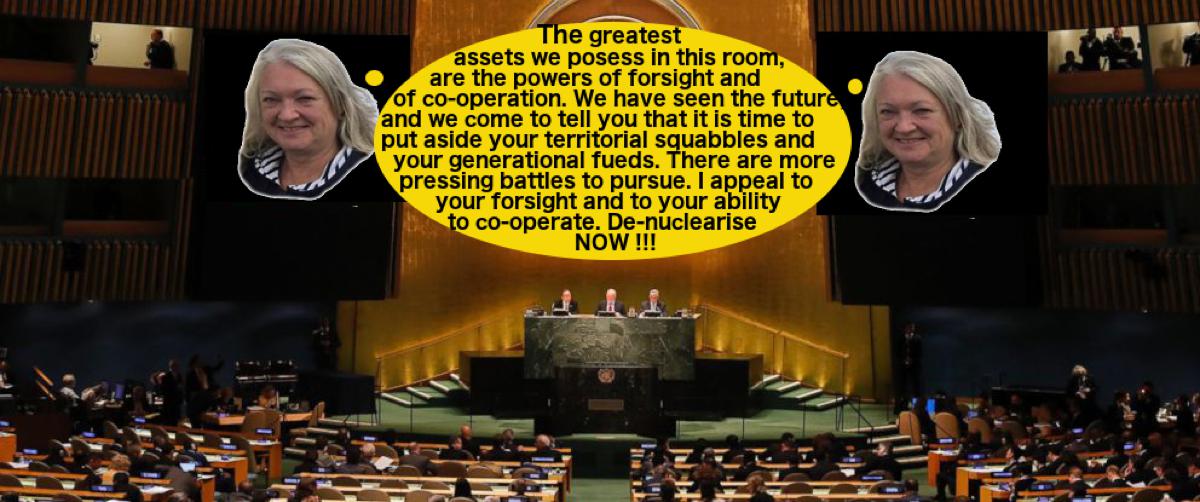 The greatest
assets we posess in this room,
are the powers of forsight and
of co-operation. We have seen the future
and we come to tell you that it is time to
put aside your territorial squabbles and
your generational fueds. There are more
pressing battles to pursue. I appeal to
your forsight and to your ability
to co-operate. De-nuclearise
NOW !!!